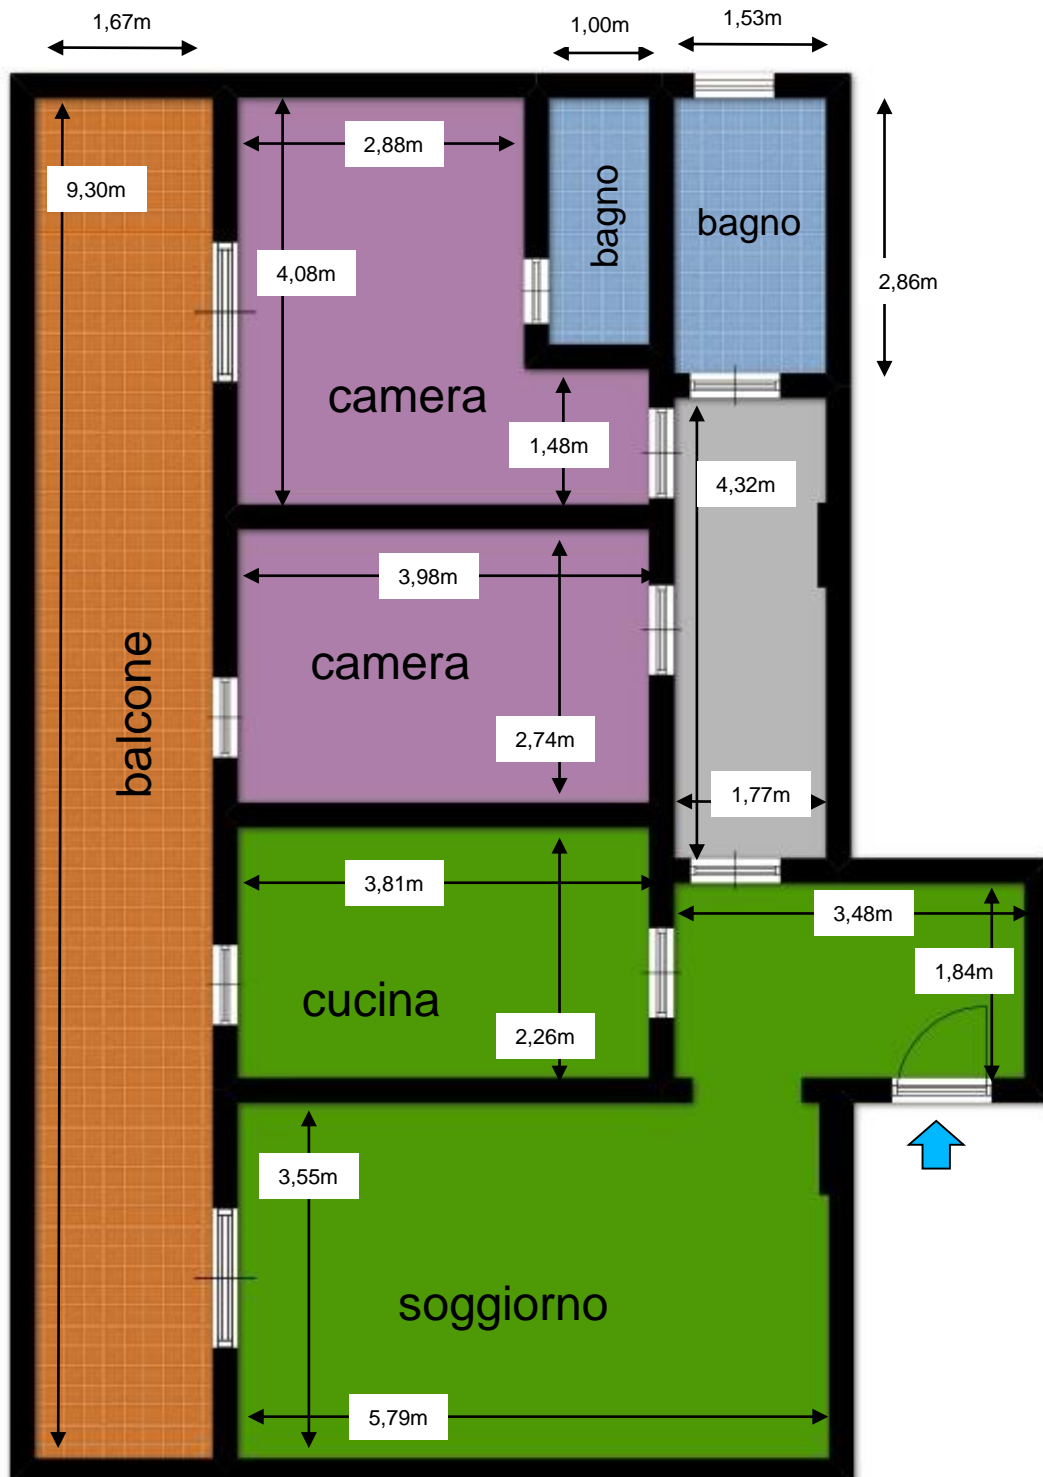 1,67m
1,00m
1,53m
2,88m
9,30m
bagno
bagno
4,08m
2,86m
camera
1,48m
4,32m
3,98m
camera
balcone
2,74m
1,77m
3,81m
3,48m
1,84m
cucina
2,26m
3,55m
soggiorno
5,79m